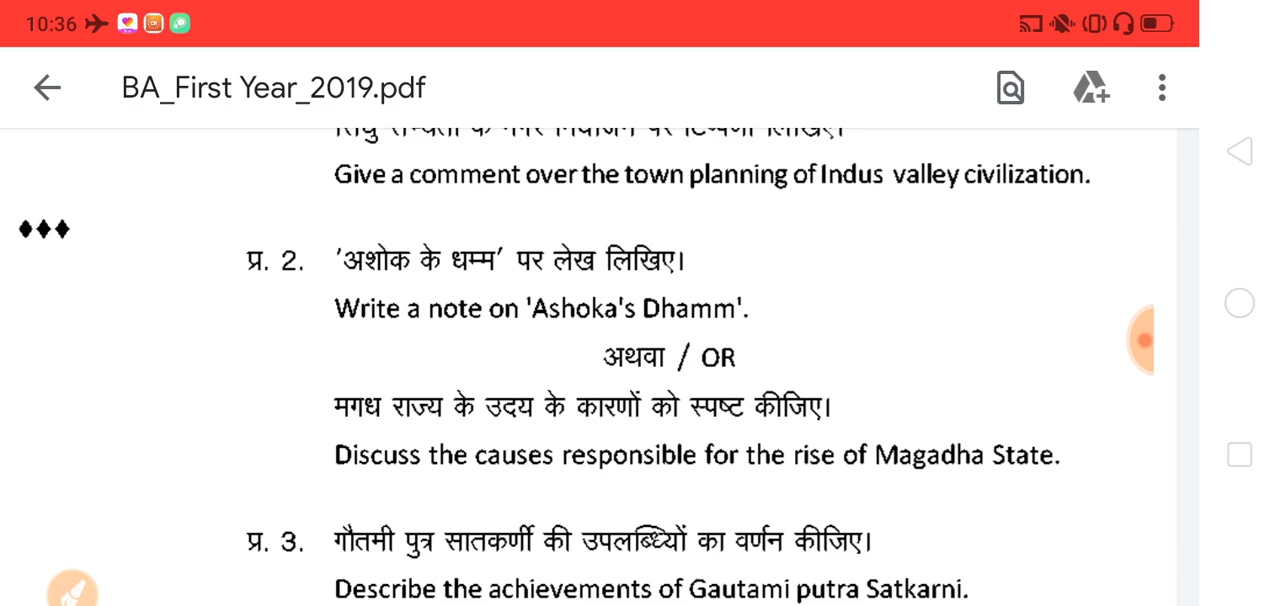 10:36
BA_First Year_2019.pdf
Give a comment over the town planning of Indus valley civilization.
प्र. 2. 'अशोक के धम्म' पर लेख लिखिए।
Write a note on 'Ashoka's Dhamm'.
अथवा / OR
मगध राज्य के उदय के कारणों को स्पष्ट कीजिए।
Discuss the causes responsible for the rise of Magadha State.
प्र. 3. गौतमी पुत्र सातकर्णी की उपलब्ध्यिों का वर्णन कीजिए।
Describe the achievements of Gautami putra Satkarni.